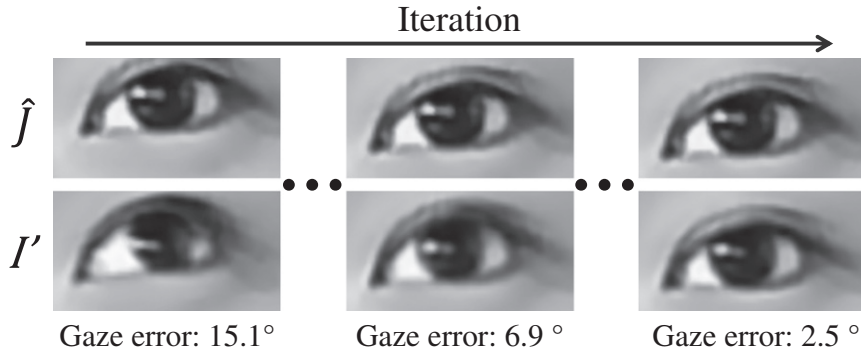 Iteration
Ĵ
I′
Gaze error: 15.1°
Gaze error: 6.9 °
Gaze error: 2.5 °